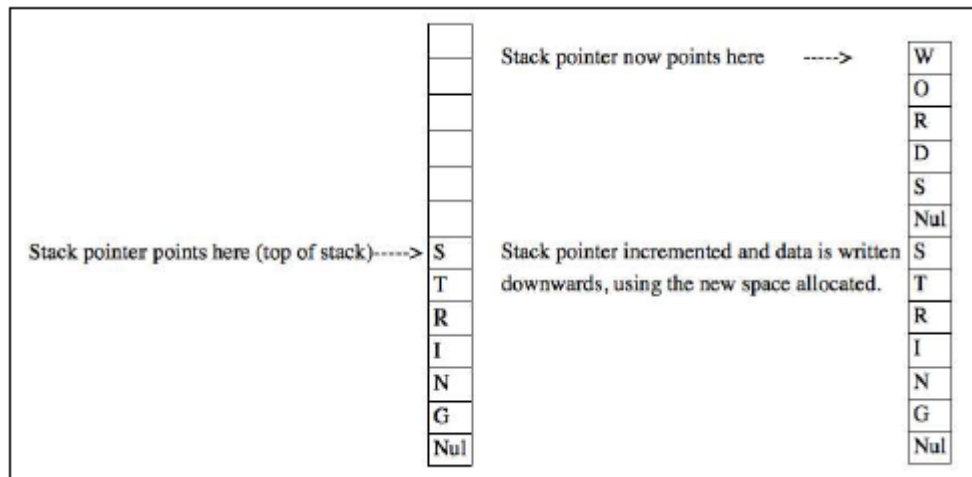 Stack pointer now points here ----->
W
O
R
D
S
Nul
Stack pointer points here (top of stack)----->
S
T
R
I
N
G
Nul
Stack pointer incremented and data is written
downwards, using the new space allocated.
S
T
R
I
N
G
Nul